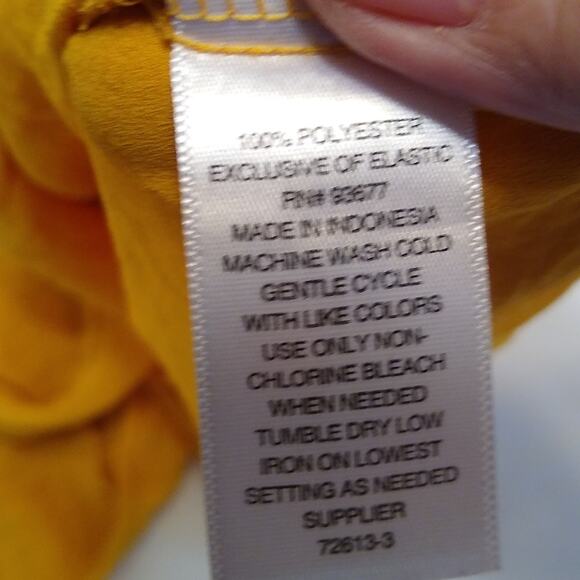 100% POLYESTER
EXCLUSIVE OF ELASTIC
RN# 93677
MADE IN INDONESIA
MACHINE WASH COLD
GENTLE CYCLE
WITH LIKE COLORS
USE ONLY NON-
CHLORINE BLEACH
WHEN NEEDED
TUMBLE DRY LOW
IRON ON LOWEST
SETTING AS NEEDED
SUPPLIER
72613-3